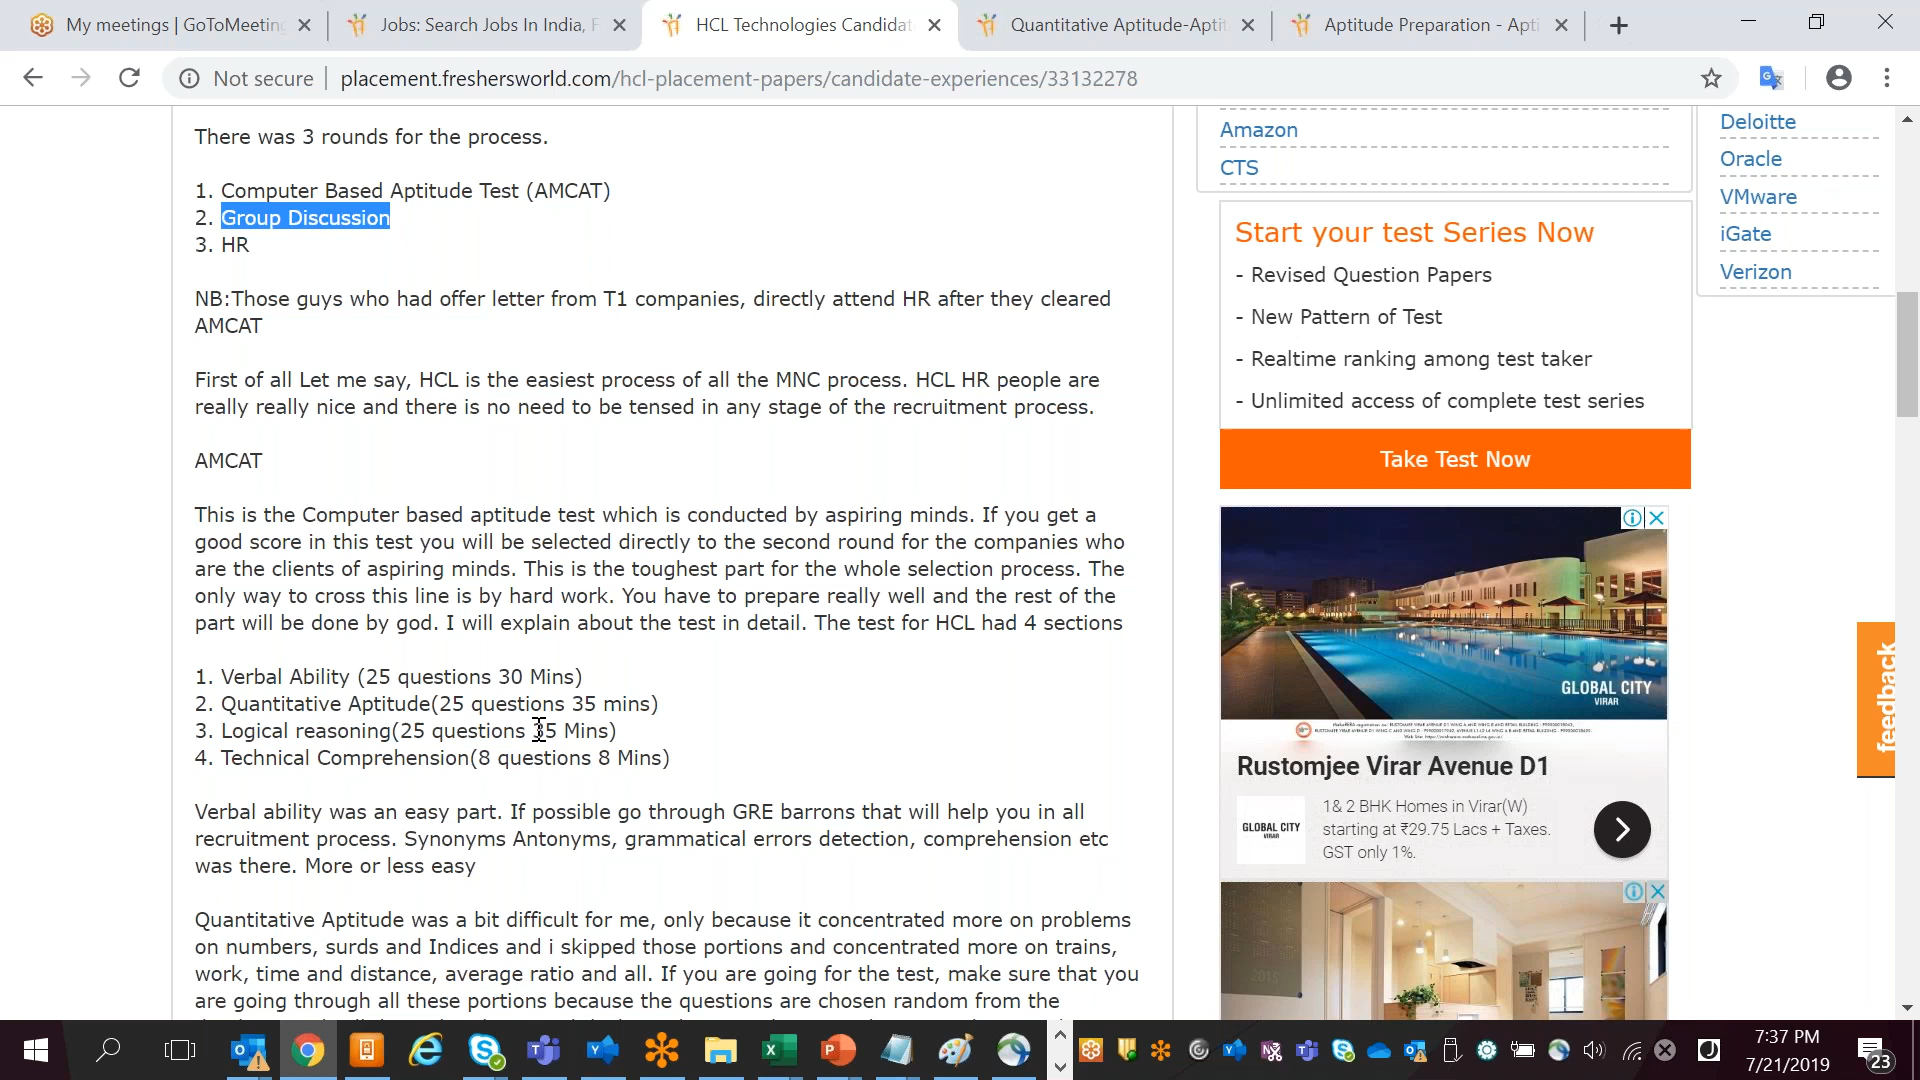 My meetings | GoToMeeting
Jobs: Search Jobs In India, F
HCL Technologies Candidat
Quantitative Aptitude-Aptit
Aptitude Preparation - Apti
Not secure
placement.freshersworld.com/hcl-placement-papers/candidate-experiences/33132278
There was 3 rounds for the process.
1. Computer Based Aptitude Test (AMCAT)
2. Group Discussion
3. HR
NB:Those guys who had offer letter from T1 companies, directly attend HR after they cleared
AMCAT
First of all Let me say, HCL is the easiest process of all the MNC process. HCL HR people are
really really nice and there is no need to be tensed in any stage of the recruitment process.
AMCAT
This is the Computer based aptitude test which is conducted by aspiring minds. If you get a
good score in this test you will be selected directly to the second round for the companies who
are the clients of aspiring minds. This is the toughest part for the whole selection process. The
only way to cross this line is by hard work. You have to prepare really well and the rest of the
part will be done by god. I will explain about the test in detail. The test for HCL had 4 sections
1. Verbal Ability (25 questions 30 Mins)
2. Quantitative Aptitude(25 questions 35 mins)
3. Logical reasoning(25 questions 35 Mins)
4. Technical Comprehension(8 questions 8 Mins)
Verbal ability was an easy part. If possible go through GRE barrons that will help you in all
recruitment process. Synonyms Antonyms, grammatical errors detection, comprehension etc
was there. More or less easy
Quantitative Aptitude was a bit difficult for me, only because it concentrated more on problems
on numbers, surds and Indices and i skipped those portions and concentrated more on trains,
work, time and distance, average ratio and all. If you are going for the test, make sure that you
are going through all these portions because the questions are chosen random from the
Amazon
CTS
Start your test Series Now
- Revised Question Papers
- New Pattern of Test
- Realtime ranking among test taker
- Unlimited access of complete test series
Take Test Now
GLOBAL CITY
VIRAR
Rustomjee Virar Avenue D1
GLOBAL CITY
VIRAR
1& 2 BHK Homes in Virar(W)
starting at ₹29.75 Lacs + Taxes.
GST only 1%.
Deloitte
Oracle
VMware
iGate
Verizon
feedback
7:37 PM
7/21/2019
23